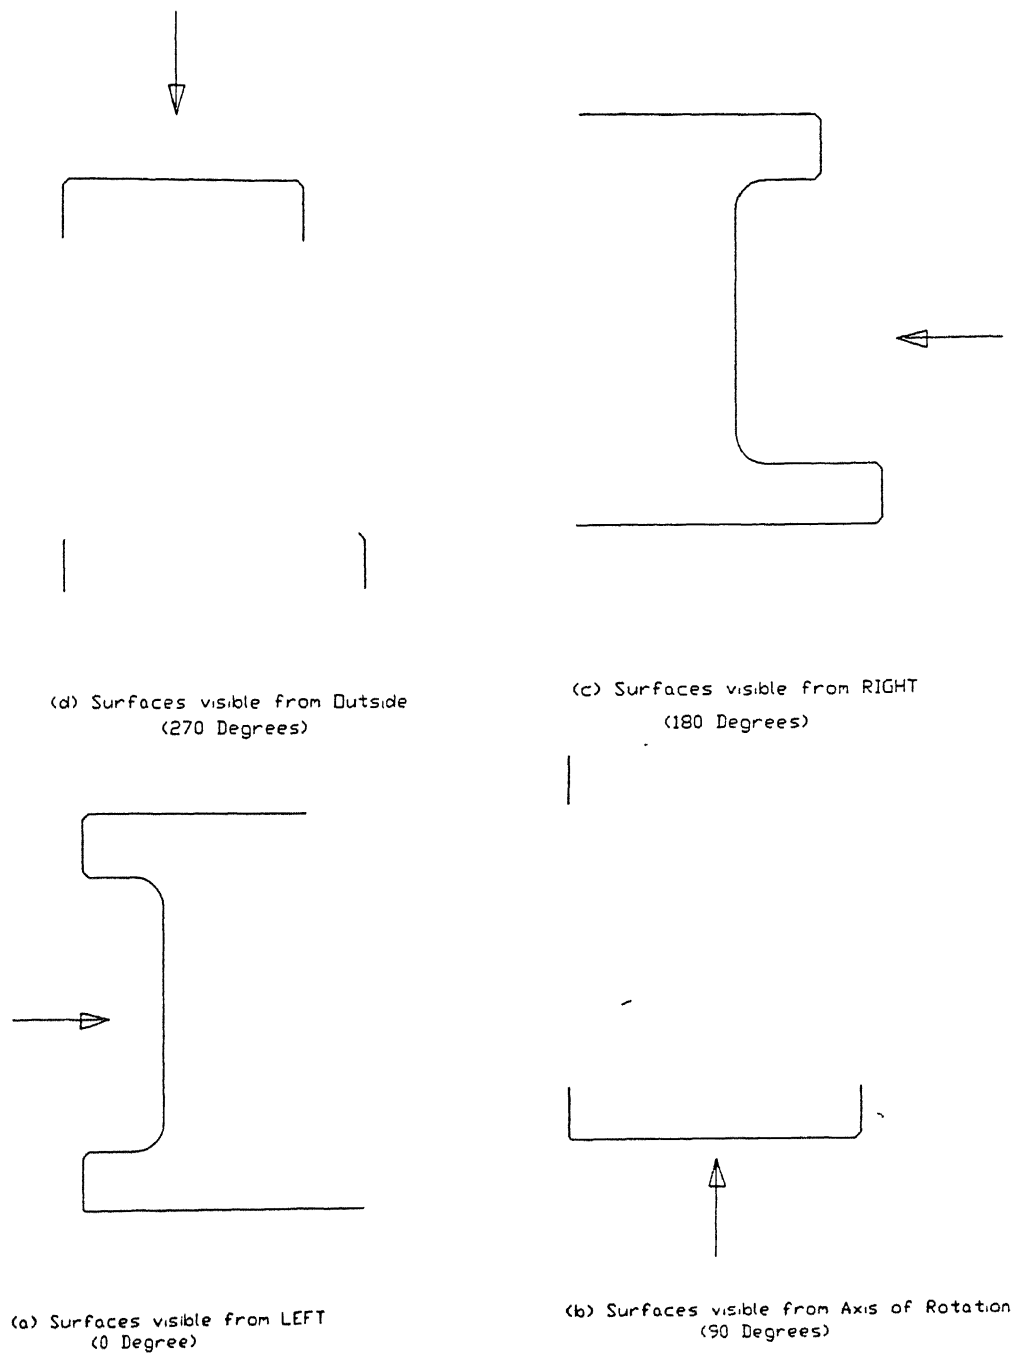 (d) Surfaces visible from Outside
(270 Degrees)
(c) Surfaces visible from RIGHT
(180 Degrees)
(a) Surfaces visible from LEFT
(0 Degree)
(b) Surfaces visible from Axis of Rotation
(90 Degrees)